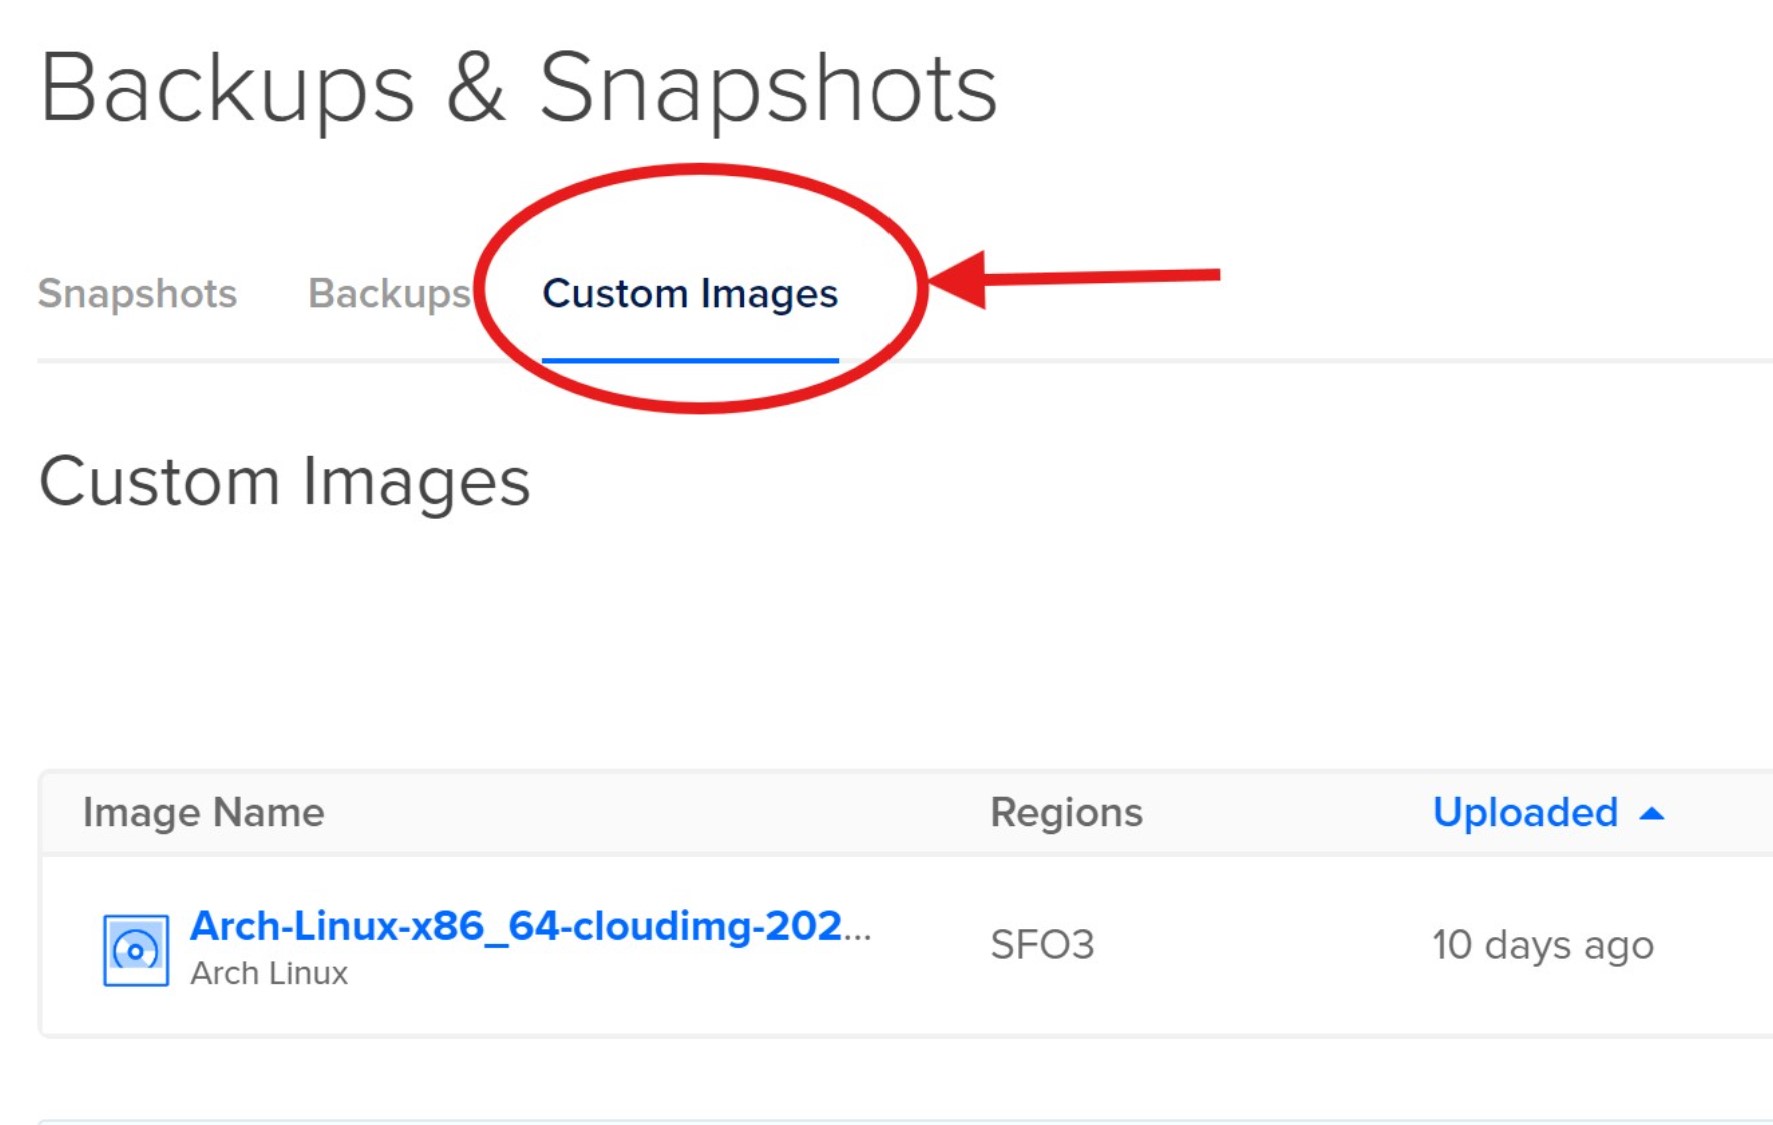 Backups & Snapshots
Snapshots Backups Custom Images
Custom Images
Image Name Regions Uploaded
Arch-Linux-x86_64-cloudimg-202... SFO3 10 days ago
Arch Linux